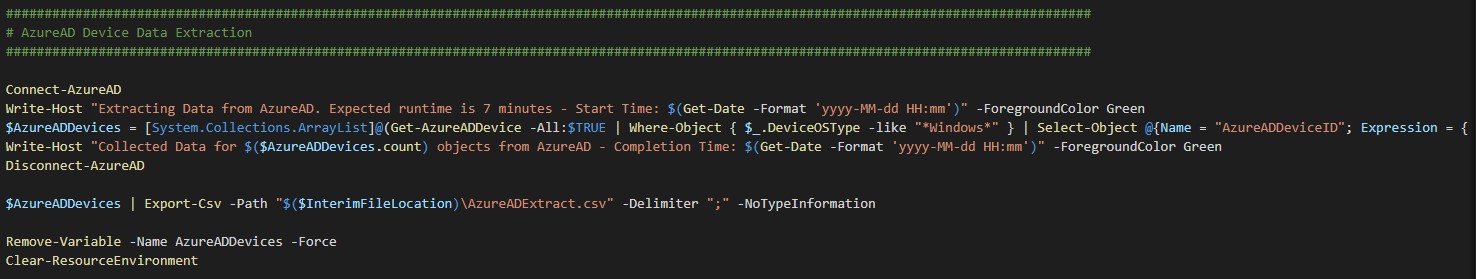 #############################################################################################################################################
# AzureAD Device Data Extraction
#############################################################################################################################################
Connect-AzureAD
Write-Host "Extracting Data from AzureAD. Expected runtime is 7 minutes - Start Time: $(Get-Date -Format 'yyyy-MM-dd HH:mm')" -ForegroundColor Green
$AzureADDevices = [System.Collections.ArrayList]@(Get-AzureADDevice -All:$TRUE | Where-Object { $_.DeviceOSType -like "*Windows*" } | Select-Object @{Name = "AzureADDeviceID"; Expression = {
Write-Host "Collected Data for $($AzureADDevices.count) objects from AzureAD - Completion Time: $(Get-Date -Format 'yyyy-MM-dd HH:mm')" -ForegroundColor Green
Disconnect-AzureAD
$AzureADDevices | Export-Csv -Path "$($InterimFileLocation)\AzureADExtract.csv" -Delimiter ";" -NoTypeInformation
Remove-Variable -Name AzureADDevices -Force
Clear-ResourceEnvironment